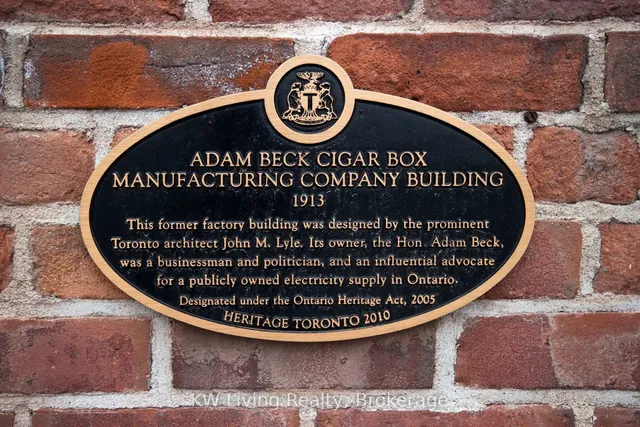 T
ADAM BECK CIGAR BOX
MANUFACTURING COMPANY BUILDING
1913
This former factory building was designed by the prominent
Toronto architect John M. Lyle. Its owner, the Hon. Adam Beck,
was a businessman and politician, and an influential advocate
for a publicly owned electricity supply in Ontario.
Designated under the Ontario Heritage Act, 2005
HERITAGE TORONTO 2010
KW Living Realty, Brokerage